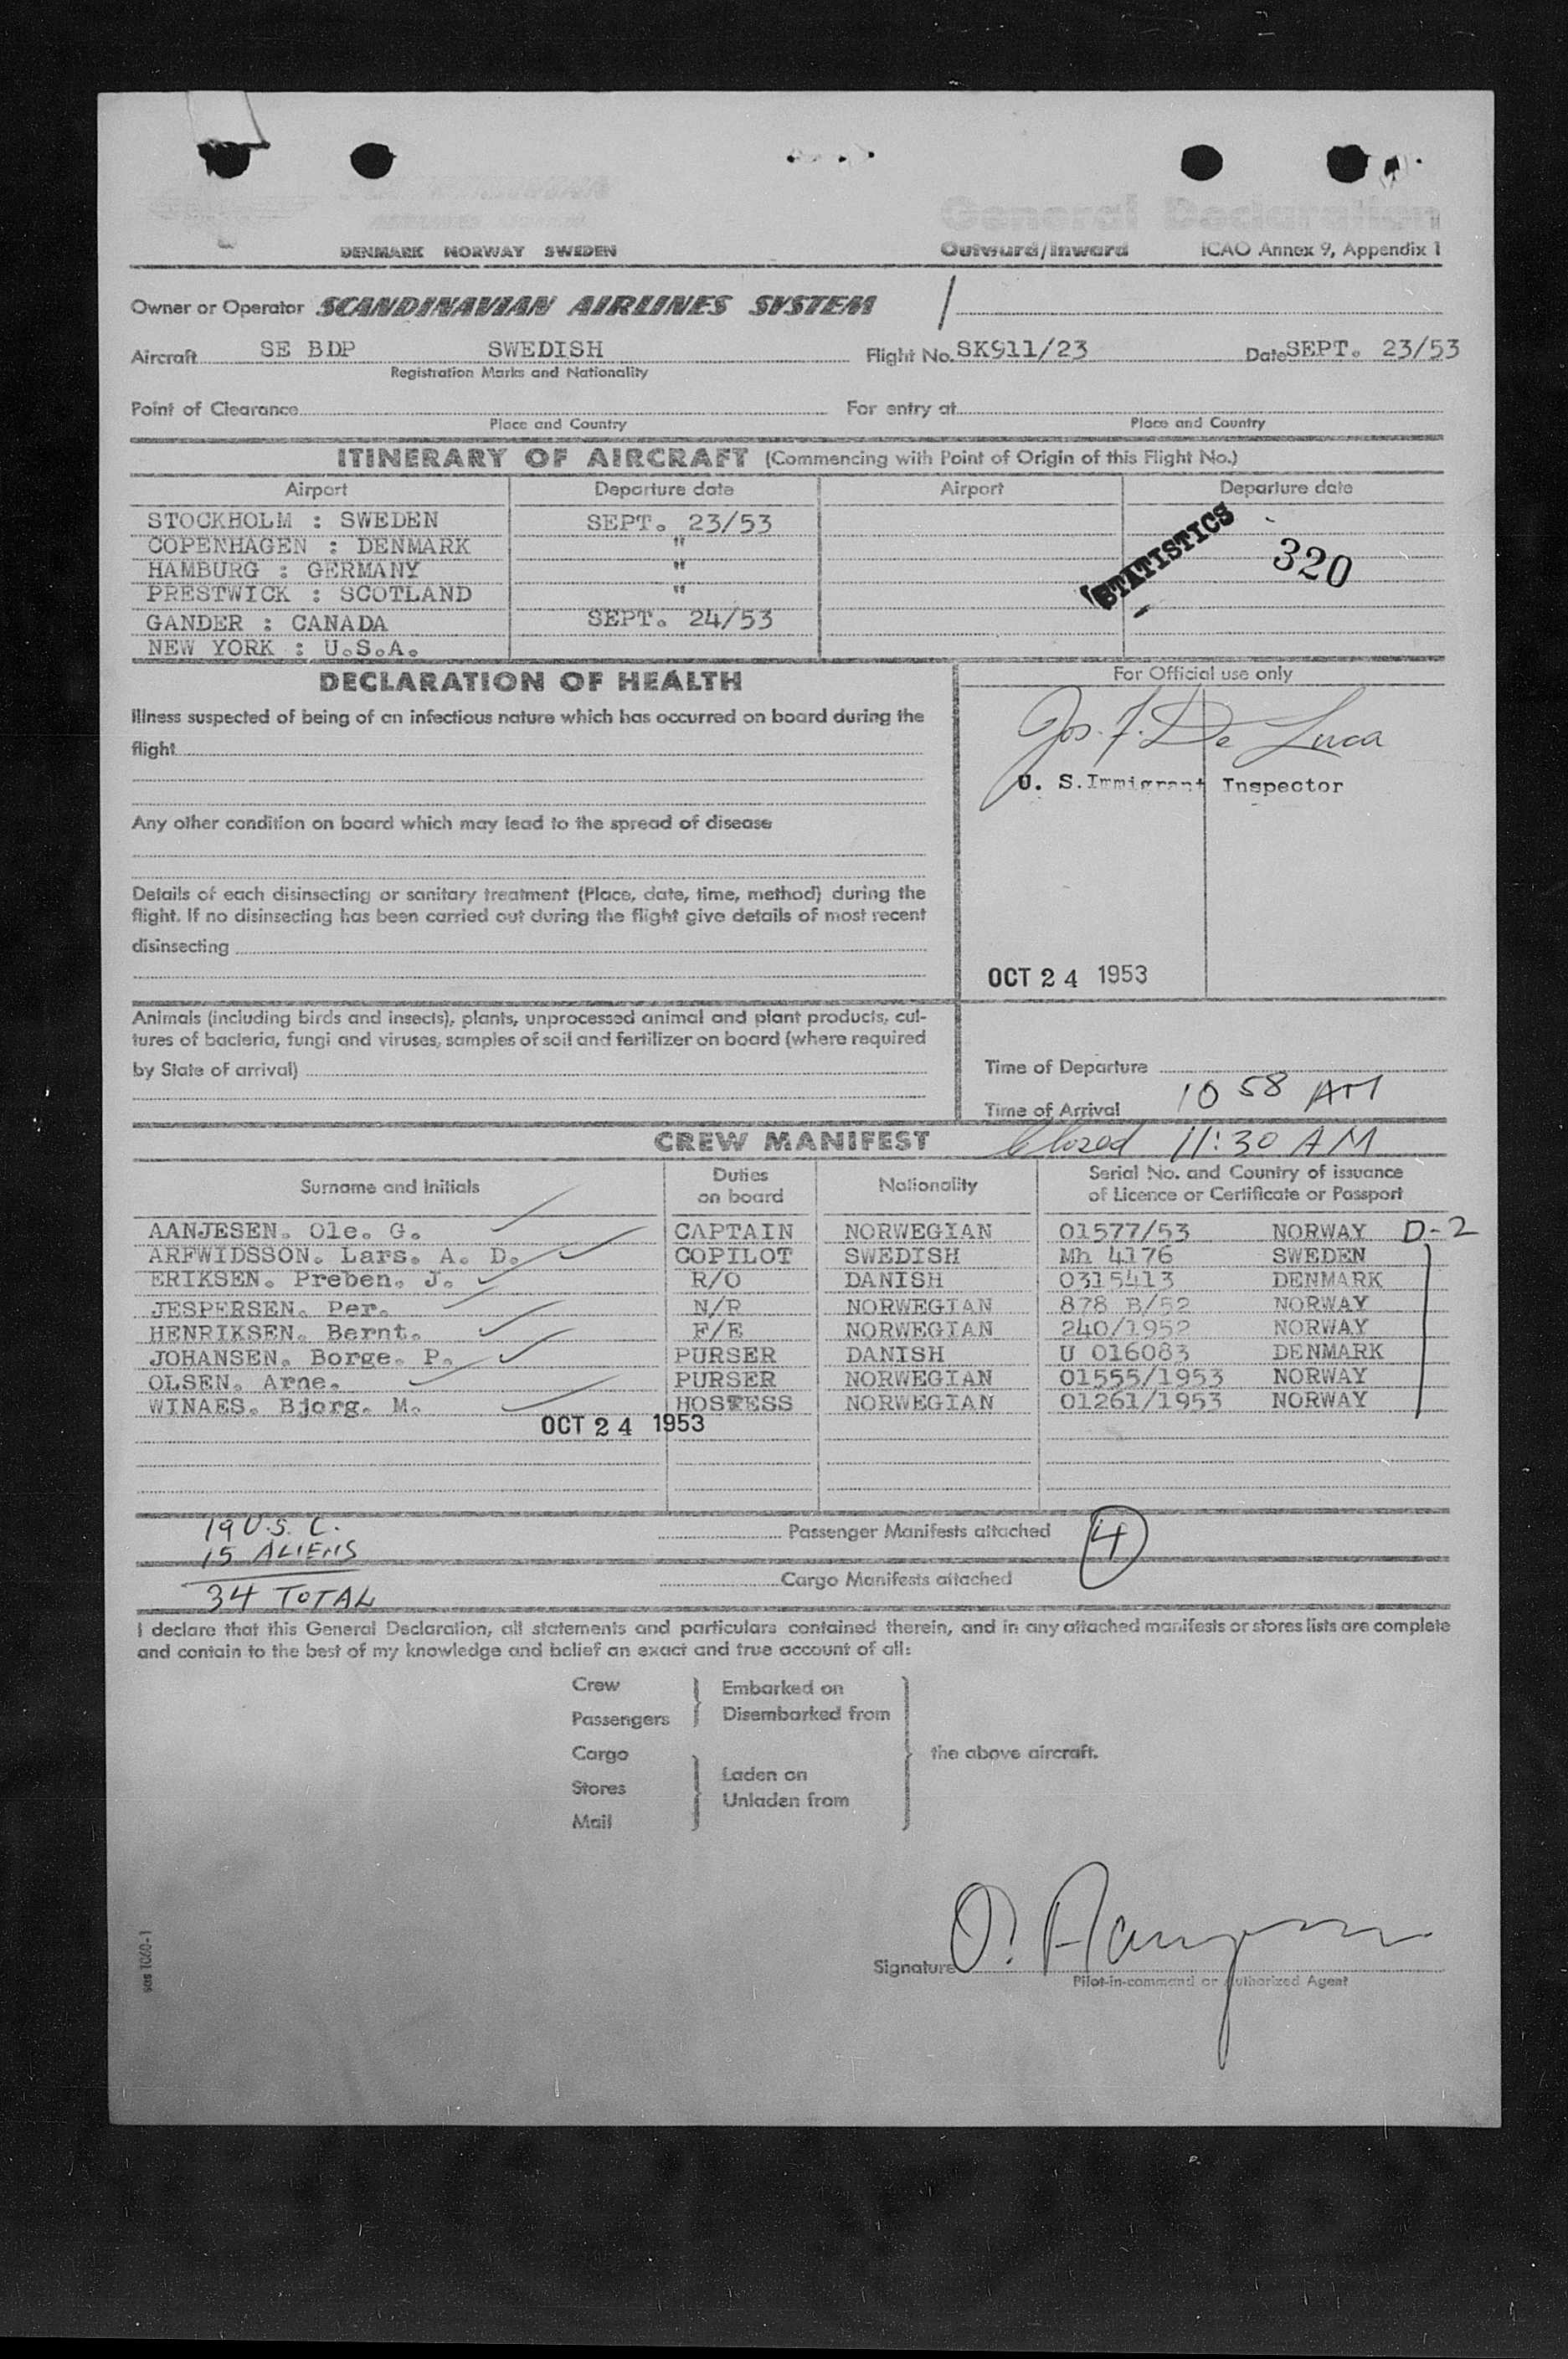 General Declaration
DENMARK NORWAY SWEDEN Outward/Inward ICAO Annex 9, Appendix 1
Owner or Operator SCANDINAVIAN AIRLINES SYSTEM /
Aircraft SE BDP SWEDISH Flight No. SK911/23 Date SEPT. 23/53
Registration Marks and Nationality
Point of Clearance For entry at
Place and Country Place and Country
ITINERARY OF AIRCRAFT (Commencing with Point of Origin of this Flight No.)
Airport Departure date Airport Departure date
STOCKHOLM : SWEDEN SEPT. 23/53
COPENHAGEN : DENMARK "
HAMBURG : GERMANY "
PRESTWICK : SCOTLAND "
GANDER : CANADA SEPT. 24/53
NEW YORK : U.S.A.
STATISTICS 320
DECLARATION OF HEALTH
Illness suspected of being of an infectious nature which has occurred on board during the
flight
Any other condition on board which may lead to the spread of disease
Details of each disinsecting or sanitary treatment (Place, date, time, method) during the
flight. If no disinsecting has been carried out during the flight give details of most recent
disinsecting
Animals (including birds and insects), plants, unprocessed animal and plant products, cul-
tures of bacteria, fungi and viruses, samples of soil and fertilizer on board (where required
by State of arrival)
For Official use only
Jos. F. De Luca
U. S. Immigrant Inspector
OCT 24 1953
Time of Departure
Time of Arrival 10 58 AM
CREW MANIFEST Closed 11:30 AM
Surname and Initials Duties on board Nationality Serial No. and Country of issuance of Licence or Certificate or Passport
AANJESEN. Ole. G. CAPTAIN NORWEGIAN 01577/53 NORWAY D-2
ARFWIDSSON. Lars. A. D. COPILOT SWEDISH Mh 4176 SWEDEN
ERIKSEN. Preben. J. R/O DANISH 0315413 DENMARK
JESPERSEN. Per. N/R NORWEGIAN 878 B/52 NORWAY
HENRIKSEN. Bernt. F/E NORWEGIAN 240/1952 NORWAY
JOHANSEN. Borge. P. PURSER DANISH U 016083 DENMARK
OLSEN. Arne. PURSER NORWEGIAN 01555/1953 NORWAY
WINAES. Bjorg. M. HOSTESS NORWEGIAN 01261/1953 NORWAY
OCT 24 1953
19 U.S. C. Passenger Manifests attached 4
15 ALIENS
34 TOTAL Cargo Manifests attached
I declare that this General Declaration, all statements and particulars contained therein, and in any attached manifests or stores lists are complete
and contain to the best of my knowledge and belief an exact and true account of all:
Crew Embarked on
Passengers Disembarked from
Cargo the above aircraft.
Stores Laden on
Mail Unladen from
Signature
Pilot-in-command or Authorized Agent
sas 1060-1